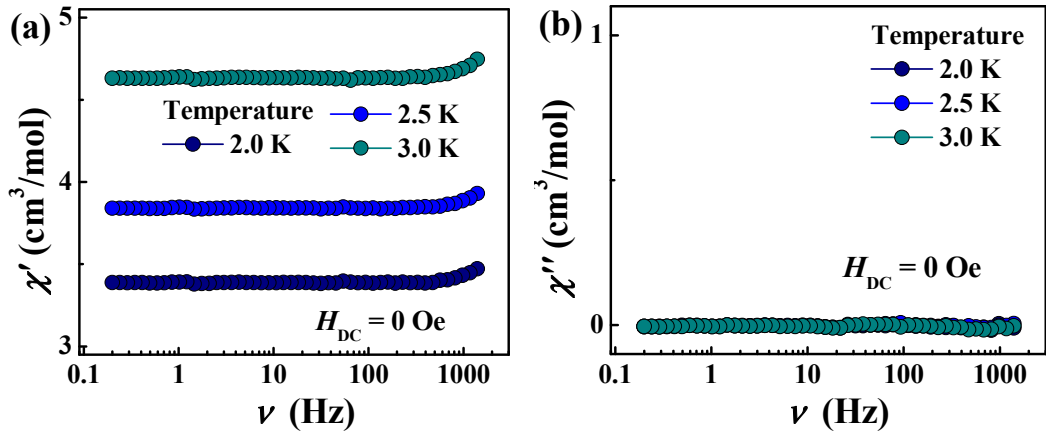 (a)
5
4
3
χ′ (cm³/mol)
Temperature
2.0 K
2.5 K
3.0 K
H_DC = 0 Oe
0.1 1 10 100 1000
ν (Hz)
(b)
1
0
χ′′ (cm³/mol)
Temperature
2.0 K
2.5 K
3.0 K
H_DC = 0 Oe
0.1 1 10 100 1000
ν (Hz)